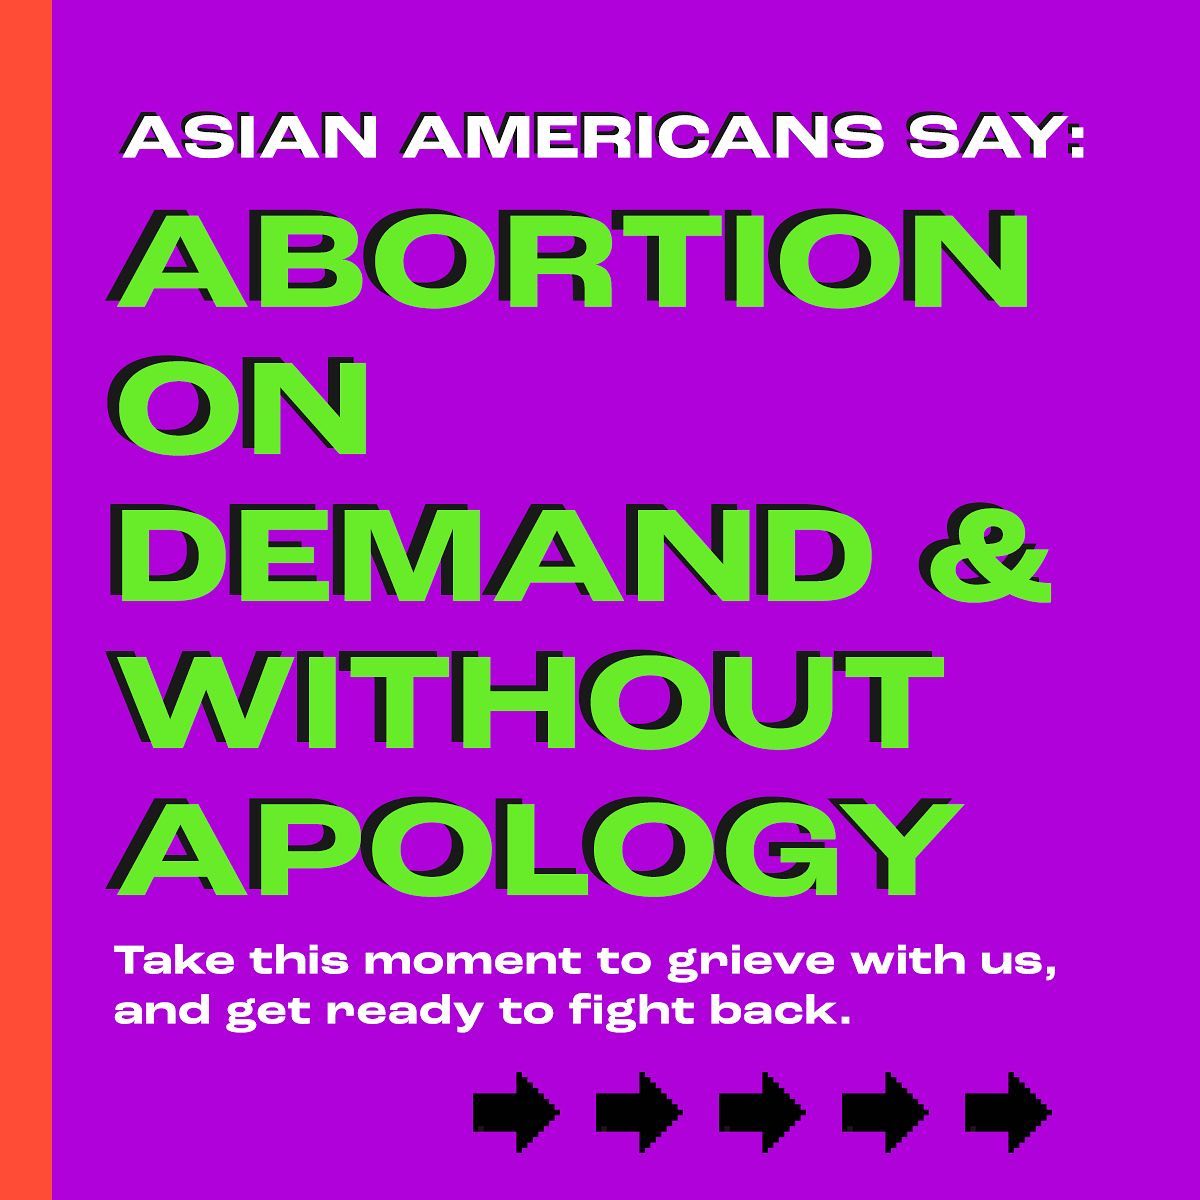 ASIAN AMERICANS SAY:
ABORTION
ON
DEMAND &
WITHOUT
APOLOGY
Take this moment to grieve with us,
and get ready to fight back.